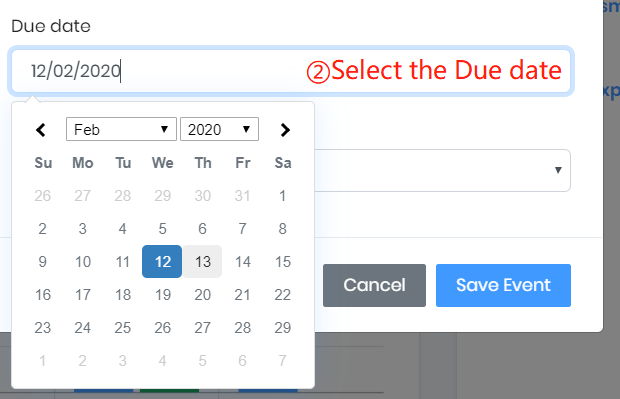 Due date
sm
12/02/2020 ②Select the Due date
xp
Feb 2020
Su Mo Tu We Th Fr Sa
26 27 28 29 30 31 1
2 3 4 5 6 7 8
9 10 11 12 13 14 15
16 17 18 19 20 21 22
23 24 25 26 27 28 29
1 2 3 4 5 6 7
Cancel Save Event